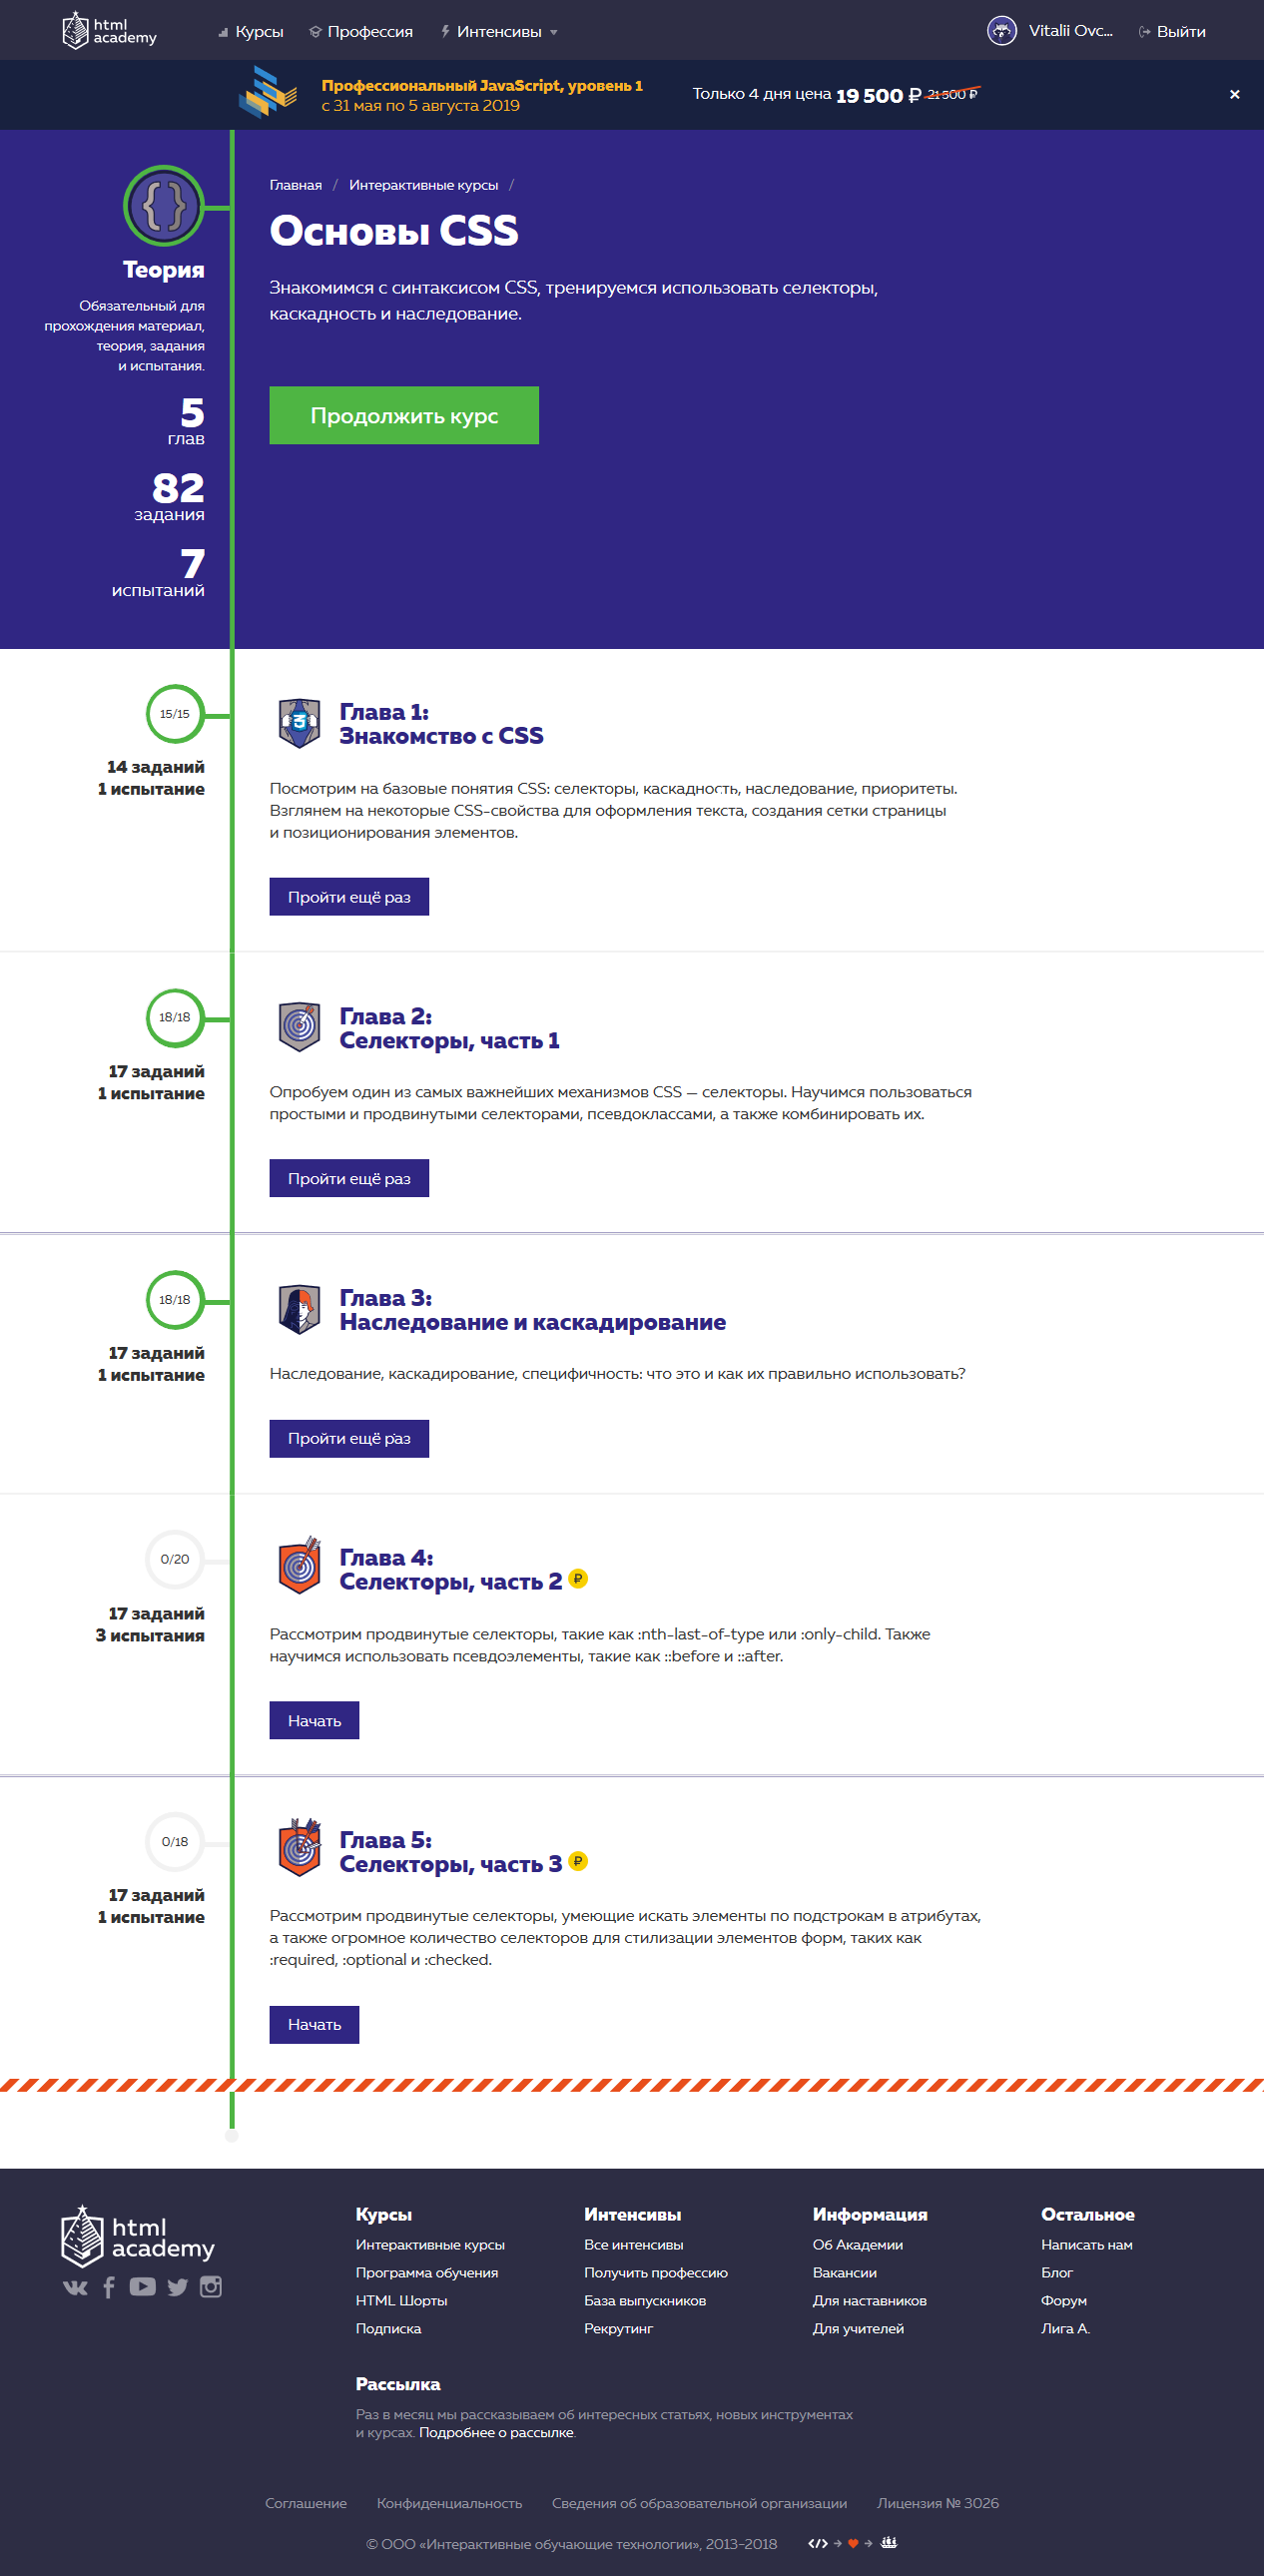 html
academy
Курсы
Профессия
Интенсивы
Vitalii Ovc...
Выйти
Профессиональный JavaScript, уровень 1
с 31 мая по 5 августа 2019
Только 4 дня цена 19 500 ₽ 21 500 ₽
×
Теория
Обязательный для
прохождения материал,
теория, задания
и испытания.
5
глав
82
задания
7
испытаний
Главная / Интерактивные курсы /
Основы CSS
Знакомимся с синтаксисом CSS, тренируемся использовать селекторы,
каскадность и наследование.
Продолжить курс
15/15
14 заданий
1 испытание
Глава 1:
Знакомство с CSS
Посмотрим на базовые понятия CSS: селекторы, каскадность, наследование, приоритеты.
Взглянем на некоторые CSS-свойства для оформления текста, создания сетки страницы
и позиционирования элементов.
Пройти ещё раз
18/18
17 заданий
1 испытание
Глава 2:
Селекторы, часть 1
Опробуем один из самых важнейших механизмов CSS — селекторы. Научимся пользоваться
простыми и продвинутыми селекторами, псевдоклассами, а также комбинировать их.
Пройти ещё раз
18/18
17 заданий
1 испытание
Глава 3:
Наследование и каскадирование
Наследование, каскадирование, специфичность: что это и как их правильно использовать?
Пройти ещё раз
0/20
17 заданий
3 испытания
Глава 4:
Селекторы, часть 2 ₽
Рассмотрим продвинутые селекторы, такие как :nth-last-of-type или :only-child. Также
научимся использовать псевдоэлементы, такие как ::before и ::after.
Начать
0/18
17 заданий
1 испытание
Глава 5:
Селекторы, часть 3 ₽
Рассмотрим продвинутые селекторы, умеющие искать элементы по подстрокам в атрибутах,
а также огромное количество селекторов для стилизации элементов форм, таких как
:required, :optional и :checked.
Начать
html
academy
Курсы
Интерактивные курсы
Программа обучения
HTML Шорты
Подписка
Интенсивы
Все интенсивы
Получить профессию
База выпускников
Рекрутинг
Информация
Об Академии
Вакансии
Для наставников
Для учителей
Остальное
Написать нам
Блог
Форум
Лига А.
Рассылка
Раз в месяц мы рассказываем об интересных статьях, новых инструментах
и курсах. Подробнее о рассылке.
Соглашение
Конфиденциальность
Сведения об образовательной организации
Лицензия № 3026
© ООО «Интерактивные обучающие технологии», 2013–2018